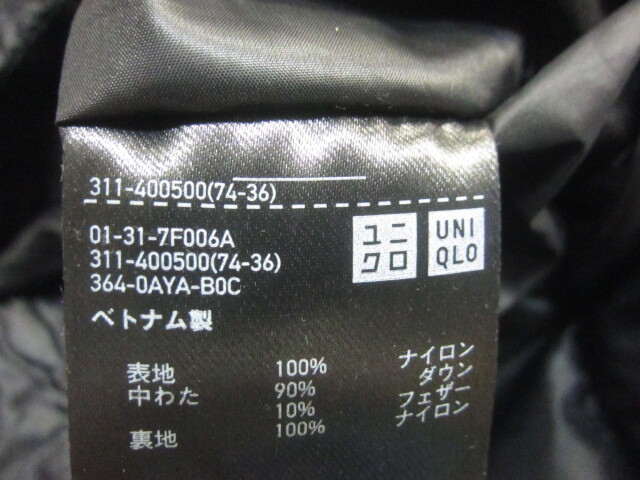 311-400500(74-36)
01-31-7F006A
311-400500(74-36)
364-0AYA-B0C
ユニ
クロ
UNI
QLO
ベトナム製
表地 100% ナイロン
中わた 90% ダウン
10% フェザー
裏地 100% ナイロン